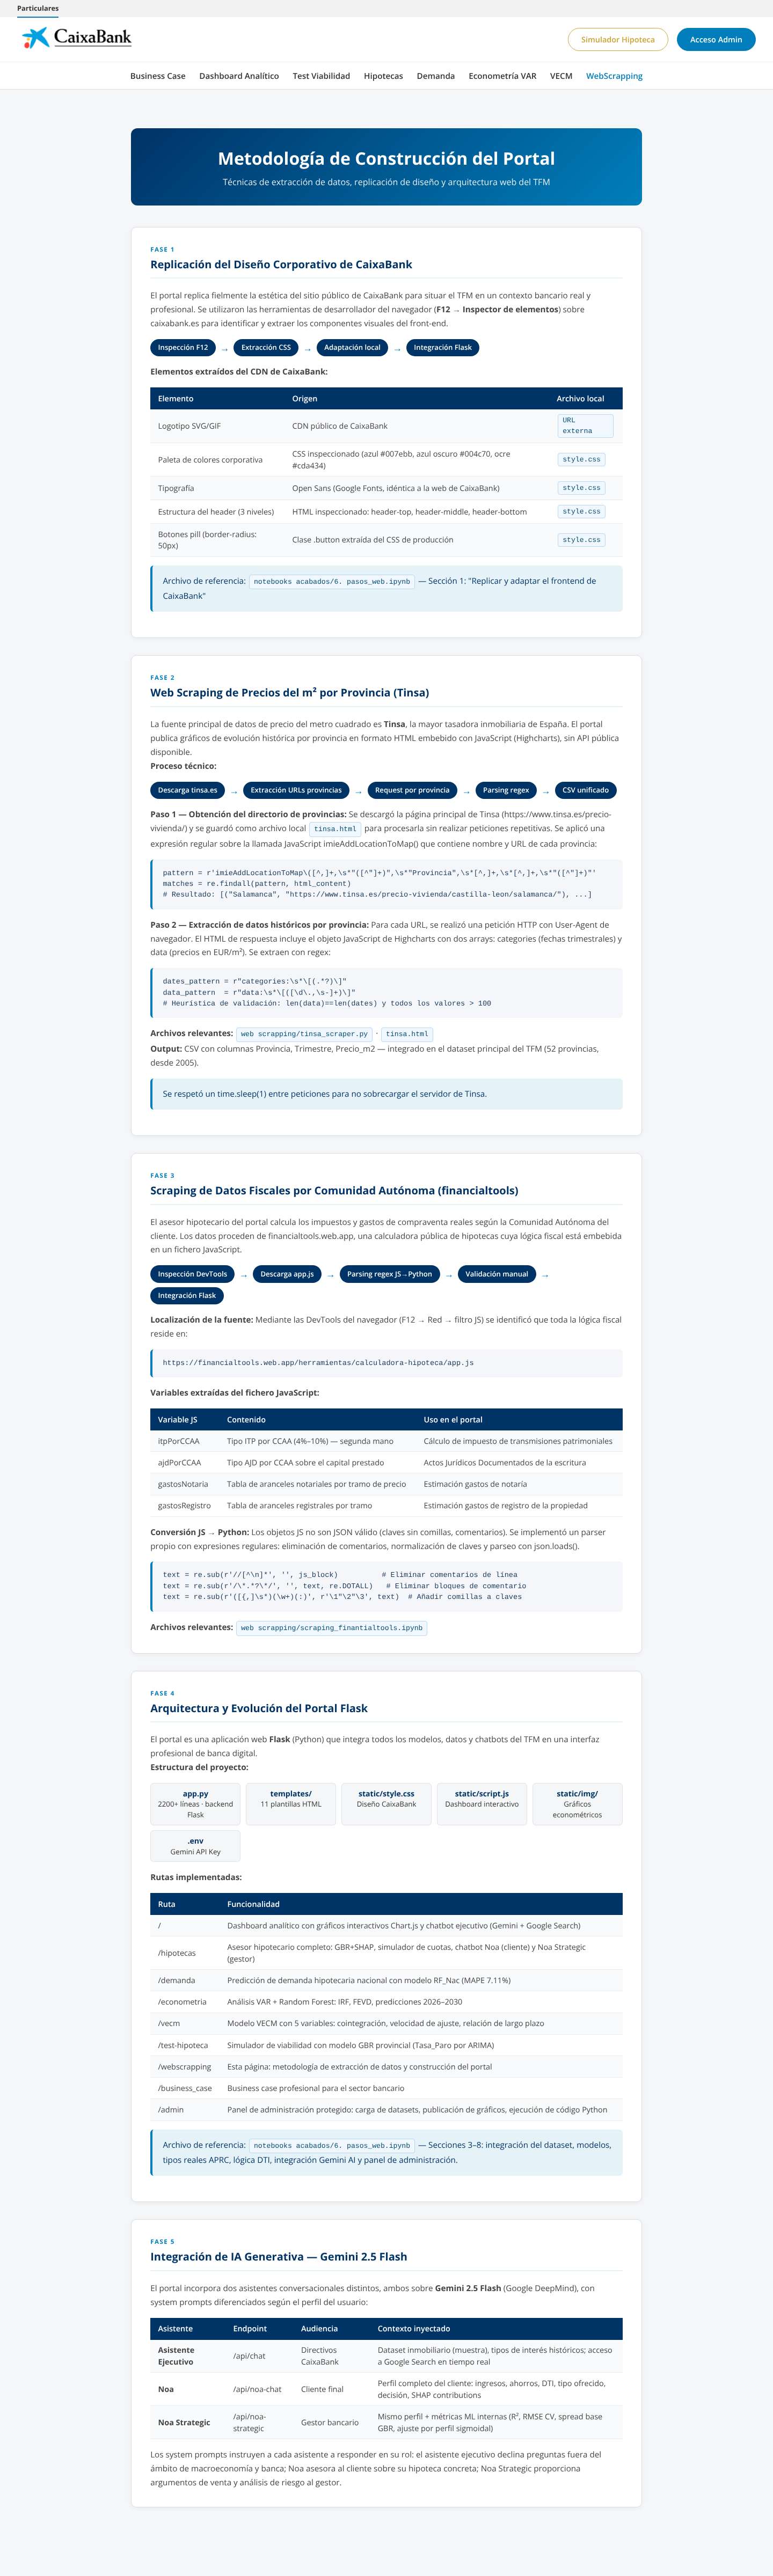 Particulares
CaixaBank
Simulador Hipoteca
Acceso Admin
Business Case Dashboard Analítico Test Viabilidad Hipotecas Demanda Econometría VAR VECM WebScrapping
Metodología de Construcción del Portal
Técnicas de extracción de datos, replicación de diseño y arquitectura web del TFM
FASE 1
Replicación del Diseño Corporativo de CaixaBank
El portal replica fielmente la estética del sitio público de CaixaBank para situar el TFM en un contexto bancario real y
profesional. Se utilizaron las herramientas de desarrollador del navegador (F12 → Inspector de elementos) sobre
caixabank.es para identificar y extraer los componentes visuales del front-end.
Inspección F12 → Extracción CSS → Adaptación local → Integración Flask
Elementos extraídos del CDN de CaixaBank:
Elemento Origen Archivo local
Logotipo SVG/GIF CDN público de CaixaBank URL
externa
Paleta de colores corporativa CSS inspeccionado (azul #007ebb, azul oscuro #004c70, ocre
#cda434) style.css
Tipografía Open Sans (Google Fonts, idéntica a la web de CaixaBank) style.css
Estructura del header (3 niveles) HTML inspeccionado: header-top, header-middle, header-bottom style.css
Botones pill (border-radius:
50px) Clase .button extraída del CSS de producción style.css
Archivo de referencia: notebooks acabados/6. pasos_web.ipynb — Sección 1: "Replicar y adaptar el frontend de
CaixaBank"
FASE 2
Web Scraping de Precios del m² por Provincia (Tinsa)
La fuente principal de datos de precio del metro cuadrado es Tinsa, la mayor tasadora inmobiliaria de España. El portal
publica gráficos de evolución histórica por provincia en formato HTML embebido con JavaScript (Highcharts), sin API pública
disponible.
Proceso técnico:
Descarga tinsa.es → Extracción URLs provincias → Request por provincia → Parsing regex → CSV unificado
Paso 1 — Obtención del directorio de provincias: Se descargó la página principal de Tinsa (https://www.tinsa.es/precio-
vivienda/) y se guardó como archivo local tinsa.html para procesarla sin realizar peticiones repetitivas. Se aplicó una
expresión regular sobre la llamada JavaScript imieAddLocationToMap() que contiene nombre y URL de cada provincia:
pattern = r'imieAddLocationToMap\([^,]+,\s*"([^"]+)",\s*"Provincia",\s*[^,]+,\s*[^,]+,\s*"([^"]+)"'
matches = re.findall(pattern, html_content)
# Resultado: [("Salamanca", "https://www.tinsa.es/precio-vivienda/castilla-leon/salamanca/"), ...]
Paso 2 — Extracción de datos históricos por provincia: Para cada URL, se realizó una petición HTTP con User-Agent de
navegador. El HTML de respuesta incluye el objeto JavaScript de Highcharts con dos arrays: categories (fechas trimestrales) y
data (precios en EUR/m²). Se extraen con regex:
dates_pattern = r"categories:\s*\[(.*?)\]"
data_pattern = r"data:\s*\[([\d\.,\s-]+)\]"
# Heurística de validación: len(data)==len(dates) y todos los valores > 100
Archivos relevantes: web scrapping/tinsa_scraper.py · tinsa.html
Output: CSV con columnas Provincia, Trimestre, Precio_m2 — integrado en el dataset principal del TFM (52 provincias,
desde 2005).
Se respetó un time.sleep(1) entre peticiones para no sobrecargar el servidor de Tinsa.
FASE 3
Scraping de Datos Fiscales por Comunidad Autónoma (financialtools)
El asesor hipotecario del portal calcula los impuestos y gastos de compraventa reales según la Comunidad Autónoma del
cliente. Los datos proceden de financialtools.web.app, una calculadora pública de hipotecas cuya lógica fiscal está embebida
en un fichero JavaScript.
Inspección DevTools → Descarga app.js → Parsing regex JS→Python → Validación manual →
Integración Flask
Localización de la fuente: Mediante las DevTools del navegador (F12 → Red → filtro JS) se identificó que toda la lógica fiscal
reside en:
https://financialtools.web.app/herramientas/calculadora-hipoteca/app.js
Variables extraídas del fichero JavaScript:
Variable JS Contenido Uso en el portal
itpPorCCAA Tipo ITP por CCAA (4%–10%) — segunda mano Cálculo de impuesto de transmisiones patrimoniales
ajdPorCCAA Tipo AJD por CCAA sobre el capital prestado Actos Jurídicos Documentados de la escritura
gastosNotaria Tabla de aranceles notariales por tramo de precio Estimación gastos de notaría
gastosRegistro Tabla de aranceles registrales por tramo Estimación gastos de registro de la propiedad
Conversión JS → Python: Los objetos JS no son JSON válido (claves sin comillas, comentarios). Se implementó un parser
propio con expresiones regulares: eliminación de comentarios, normalización de claves y parseo con json.loads().
text = re.sub(r'//[^\n]*', '', js_block) # Eliminar comentarios de línea
text = re.sub(r'/\*.*?\*/', '', text, re.DOTALL) # Eliminar bloques de comentario
text = re.sub(r'([{,]\s*)(\w+)(:)', r'\1"\2"\3', text) # Añadir comillas a claves
Archivos relevantes: web scrapping/scraping_finantialtools.ipynb
FASE 4
Arquitectura y Evolución del Portal Flask
El portal es una aplicación web Flask (Python) que integra todos los modelos, datos y chatbots del TFM en una interfaz
profesional de banca digital.
Estructura del proyecto:
app.py
2200+ líneas · backend
Flask
templates/
11 plantillas HTML
static/style.css
Diseño CaixaBank
static/script.js
Dashboard interactivo
static/img/
Gráficos
econométricos
.env
Gemini API Key
Rutas implementadas:
Ruta Funcionalidad
/ Dashboard analítico con gráficos interactivos Chart.js y chatbot ejecutivo (Gemini + Google Search)
/hipotecas Asesor hipotecario completo: GBR+SHAP, simulador de cuotas, chatbot Noa (cliente) y Noa Strategic
(gestor)
/demanda Predicción de demanda hipotecaria nacional con modelo RF_Nac (MAPE 7.11%)
/econometria Análisis VAR + Random Forest: IRF, FEVD, predicciones 2026–2030
/vecm Modelo VECM con 5 variables: cointegración, velocidad de ajuste, relación de largo plazo
/test-hipoteca Simulador de viabilidad con modelo GBR provincial (Tasa_Paro por ARIMA)
/webscrapping Esta página: metodología de extracción de datos y construcción del portal
/business_case Business case profesional para el sector bancario
/admin Panel de administración protegido: carga de datasets, publicación de gráficos, ejecución de código Python
Archivo de referencia: notebooks acabados/6. pasos_web.ipynb — Secciones 3–8: integración del dataset, modelos,
tipos reales APRC, lógica DTI, integración Gemini AI y panel de administración.
FASE 5
Integración de IA Generativa — Gemini 2.5 Flash
El portal incorpora dos asistentes conversacionales distintos, ambos sobre Gemini 2.5 Flash (Google DeepMind), con
system prompts diferenciados según el perfil del usuario:
Asistente Endpoint Audiencia Contexto inyectado
Asistente
Ejecutivo /api/chat Directivos
CaixaBank Dataset inmobiliario (muestra), tipos de interés históricos; acceso
a Google Search en tiempo real
Noa /api/noa-chat Cliente final Perfil completo del cliente: ingresos, ahorros, DTI, tipo ofrecido,
decisión, SHAP contributions
Noa Strategic /api/noa-
strategic Gestor bancario Mismo perfil + métricas ML internas (R², RMSE CV, spread base
GBR, ajuste por perfil sigmoidal)
Los system prompts instruyen a cada asistente a responder en su rol: el asistente ejecutivo declina preguntas fuera del
ámbito de macroeconomía y banca; Noa asesora al cliente sobre su hipoteca concreta; Noa Strategic proporciona
argumentos de venta y análisis de riesgo al gestor.